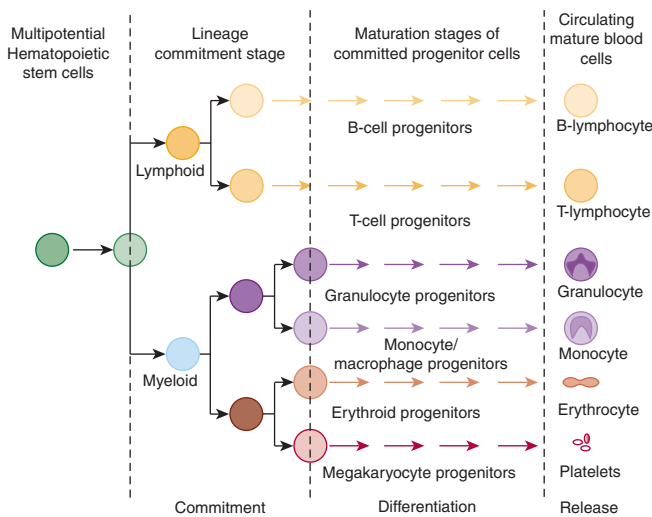 Multipotential
Hematopoietic
stem cells
Lineage
commitment stage
Maturation stages of
committed progenitor cells
Circulating
mature blood
cells
B-cell progenitors
B-lymphocyte
Lymphoid
T-cell progenitors
T-lymphocyte
Granulocyte progenitors
Granulocyte
Monocyte/
macrophage progenitors
Monocyte
Myeloid
Erythroid progenitors
Erythrocyte
Megakaryocyte progenitors
Platelets
Commitment
Differentiation
Release